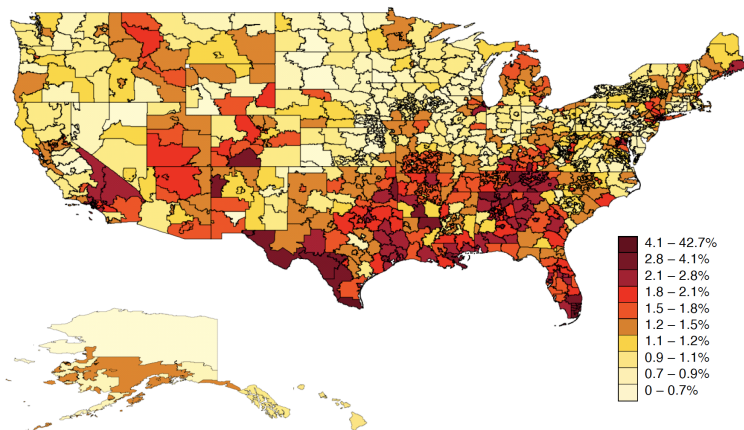 4.1 – 42.7%
2.8 – 4.1%
2.1 – 2.8%
1.8 – 2.1%
1.5 – 1.8%
1.2 – 1.5%
1.1 – 1.2%
0.9 – 1.1%
0.7 – 0.9%
0 – 0.7%